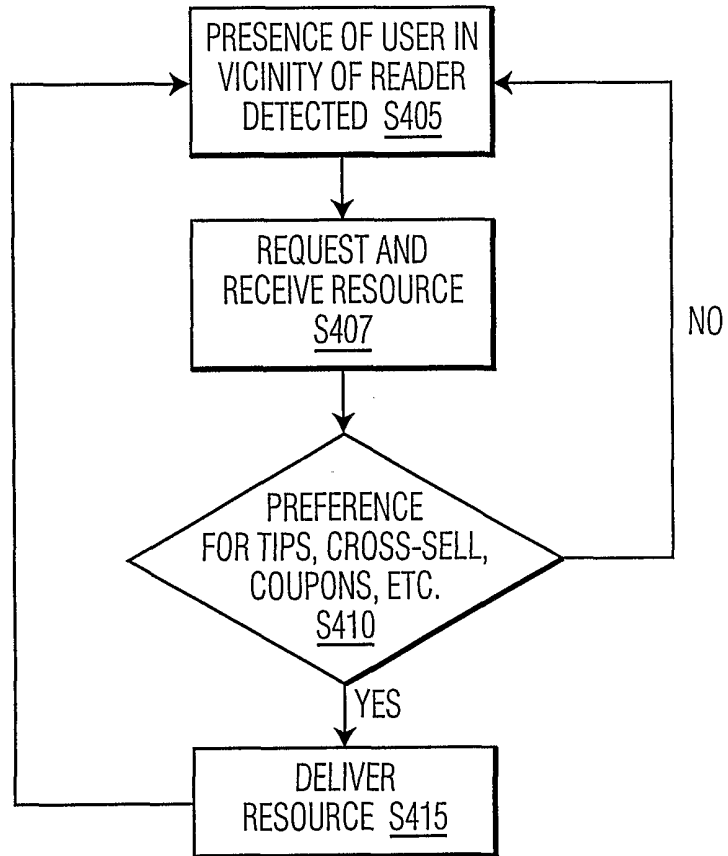 PRESENCE OF USER IN
VICINITY OF READER
DETECTED S405
REQUEST AND
RECEIVE RESOURCE
S407
NO
PREFERENCE
FOR TIPS, CROSS-SELL,
COUPONS, ETC.
S410
YES
DELIVER
RESOURCE S415